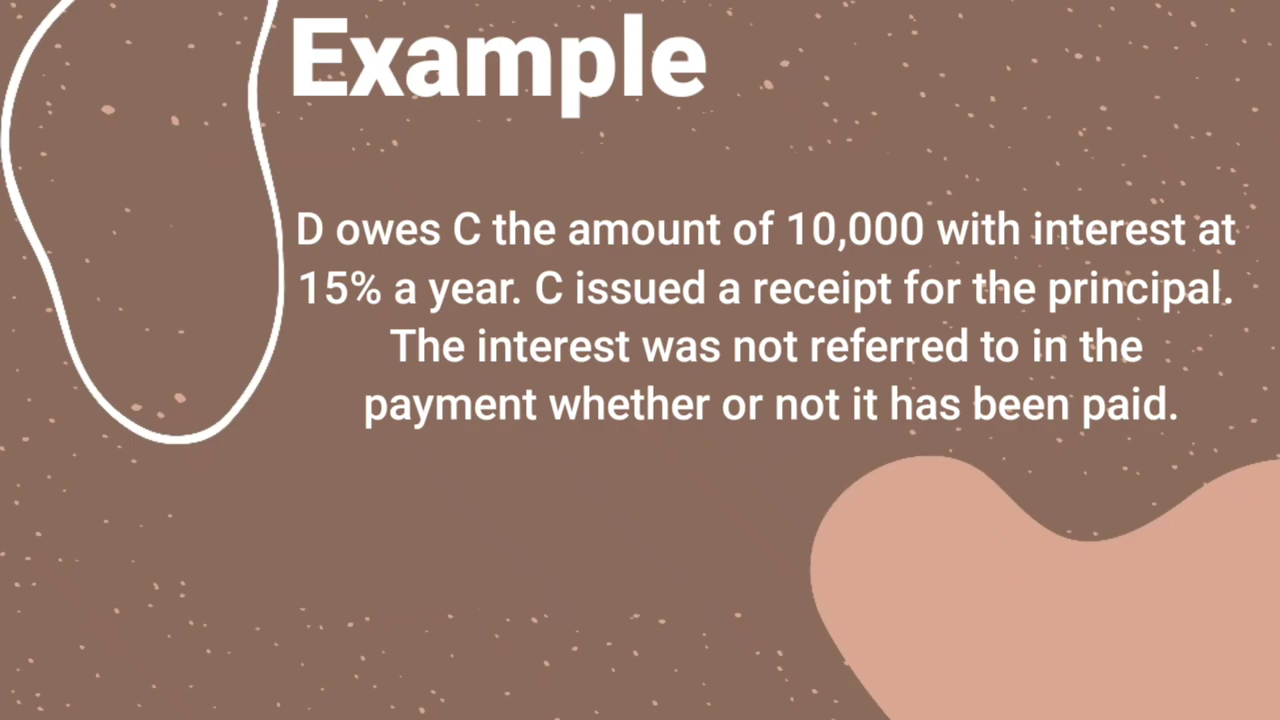 Example
D owes C the amount of 10,000 with interest at
15% a year. C issued a receipt for the principal.
The interest was not referred to in the
payment whether or not it has been paid.